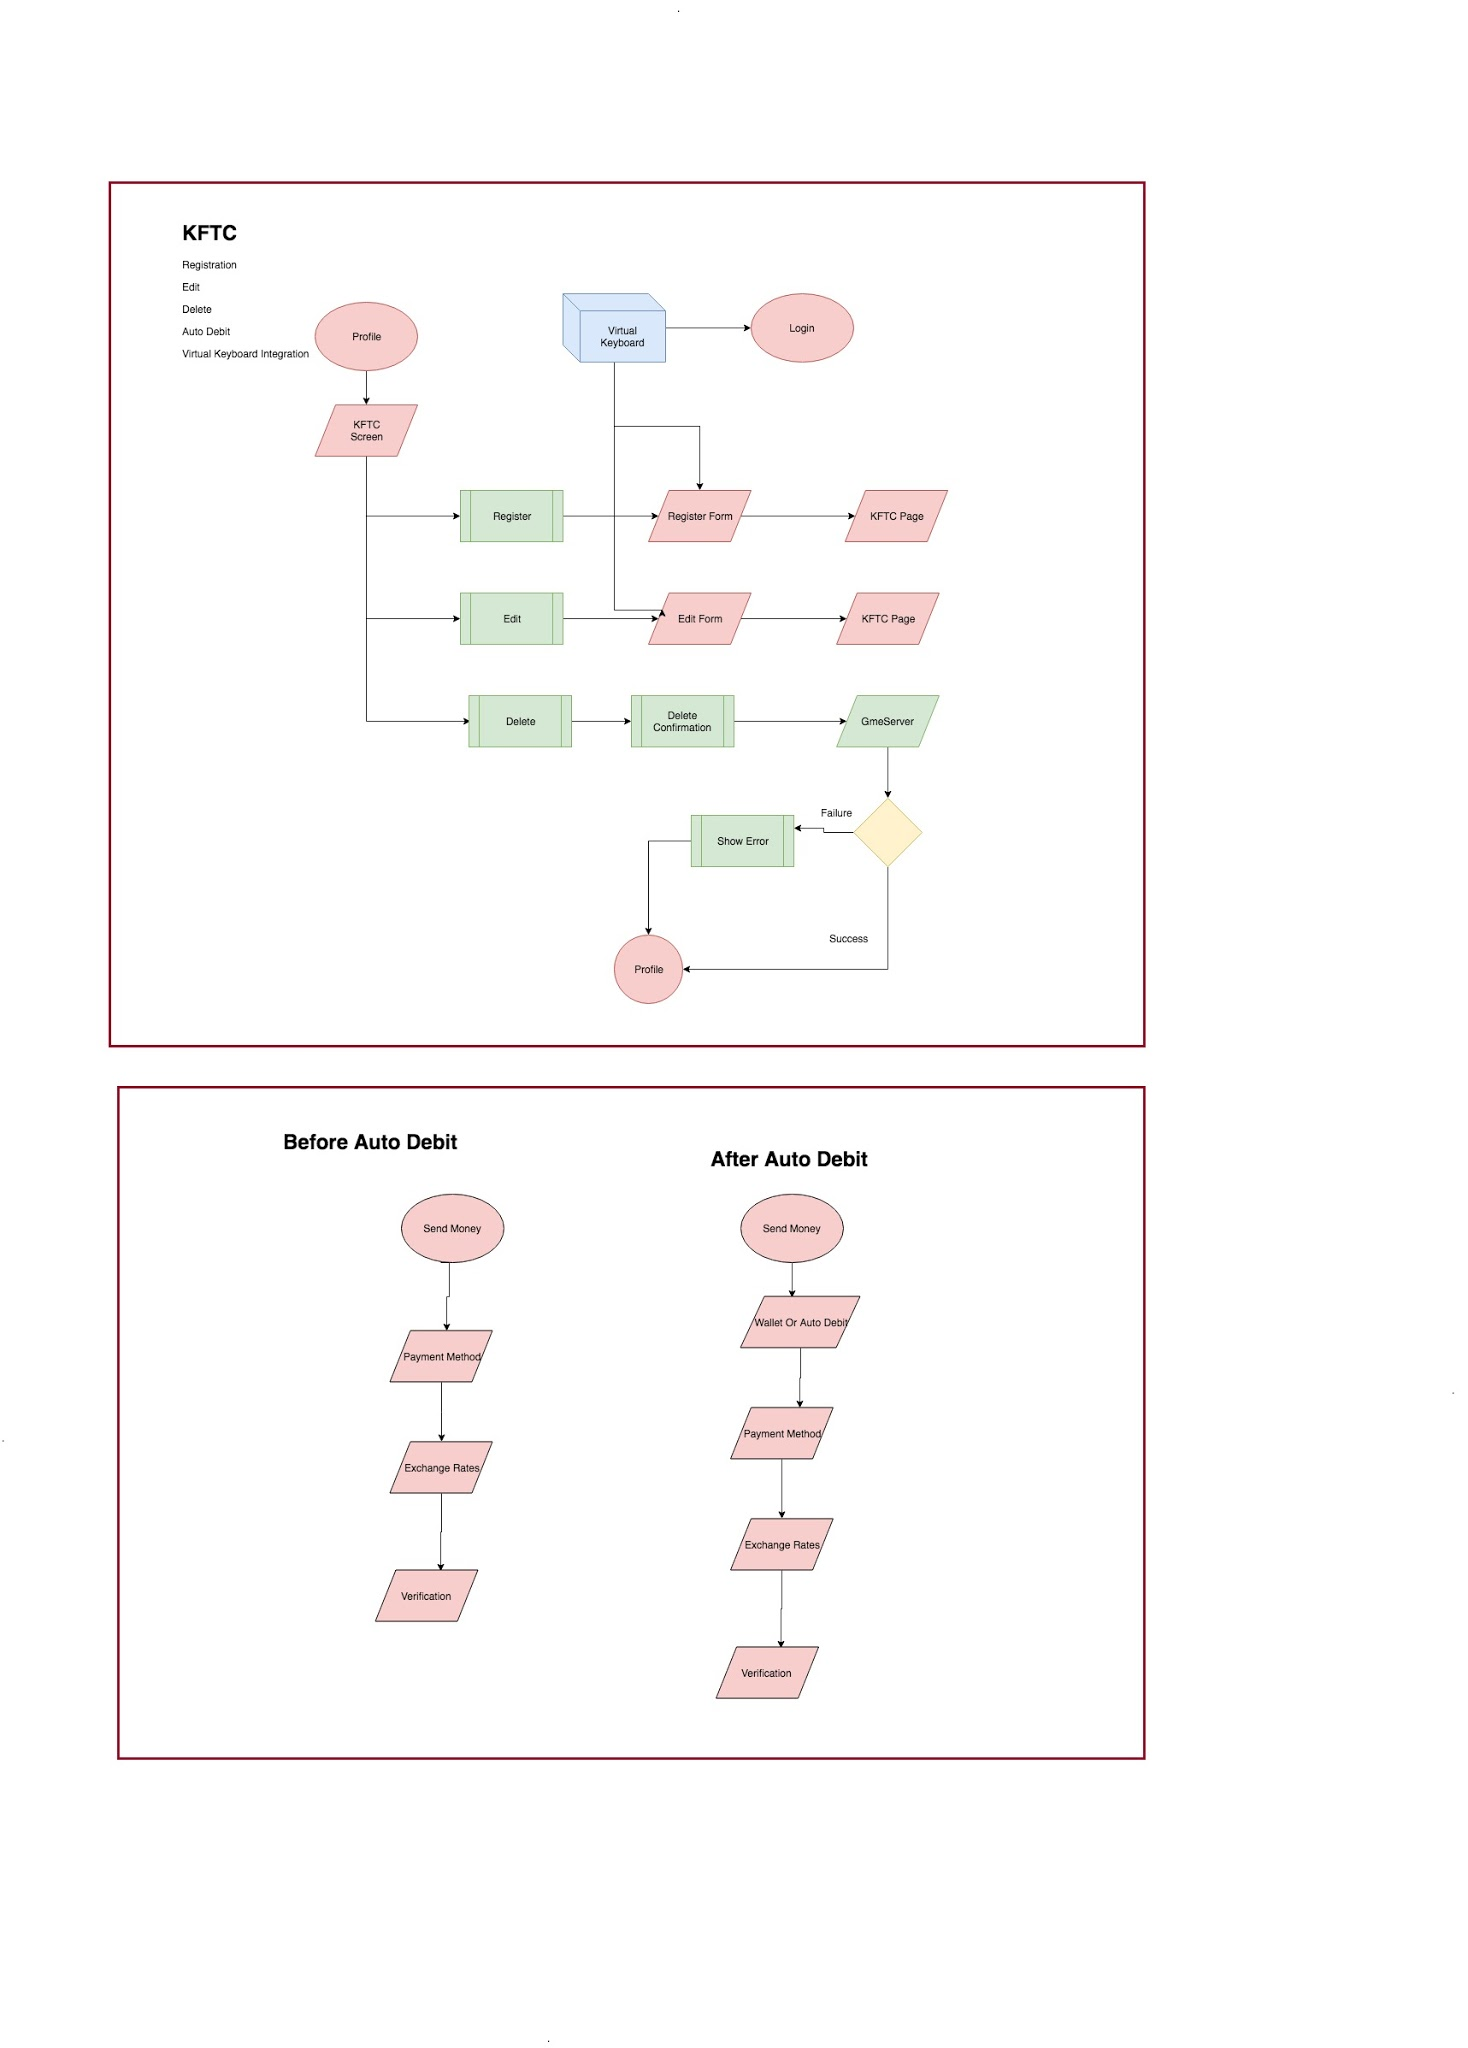 KFTC
Registration
Edit
Delete
Auto Debit
Virtual Keyboard Integration
Profile
Virtual
Keyboard
Login
KFTC
Screen
Register
Register Form
KFTC Page
Edit
Edit Form
KFTC Page
Delete
Delete
Confirmation
GmeServer
Failure
Show Error
Success
Profile
Before Auto Debit
Send Money
Payment Method
Exchange Rates
Verification
After Auto Debit
Send Money
Wallet Or Auto Debit
Payment Method
Exchange Rates
Verification